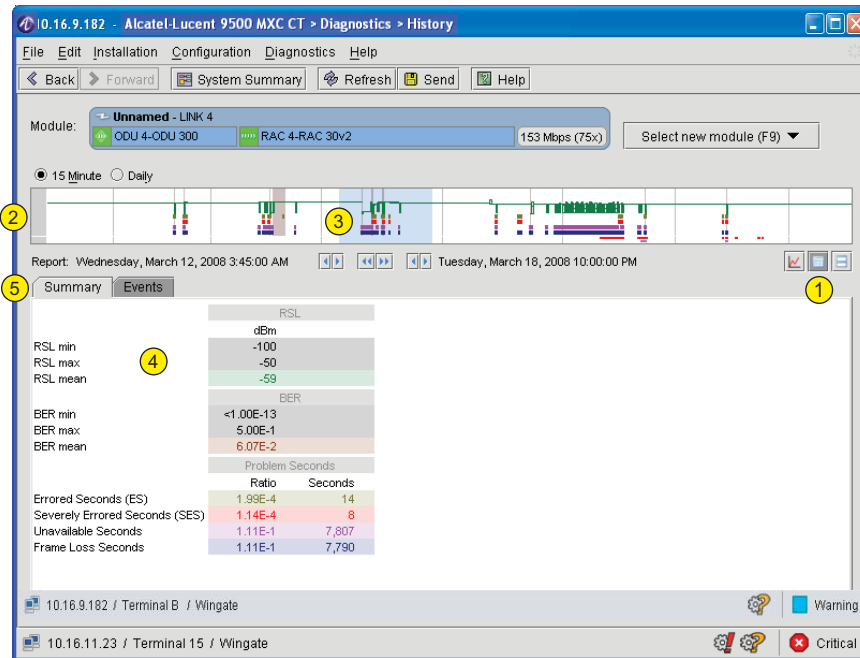 10.16.9.182 - Alcatel-Lucent 9500 MXC CT > Diagnostics > History
File Edit Installation Configuration Diagnostics Help
Back Forward System Summary Refresh Send Help
Module: Unnamed - LINK 4
ODU 4-ODU 300 RAC 4-RAC 30v2 153 Mbps (75x) Select new module (F9)
15 Minute Daily
2
3
Report: Wednesday, March 12, 2008 3:45:00 AM Tuesday, March 18, 2008 10:00:00 PM
5 Summary Events 1
RSL
dBm
RSL min -100
RSL max -50
4
RSL mean -59
BER
BER min <1.00E-13
BER max 5.00E-1
BER mean 6.07E-2
Problem Seconds
Ratio Seconds
Errored Seconds (ES) 1.99E-4 14
Severely Errored Seconds (SES) 1.14E-4 8
Unavailable Seconds 1.11E-1 7,807
Frame Loss Seconds 1.11E-1 7,790
10.16.9.182 / Terminal B / Wingate Warning
10.16.11.23 / Terminal 15 / Wingate Critical